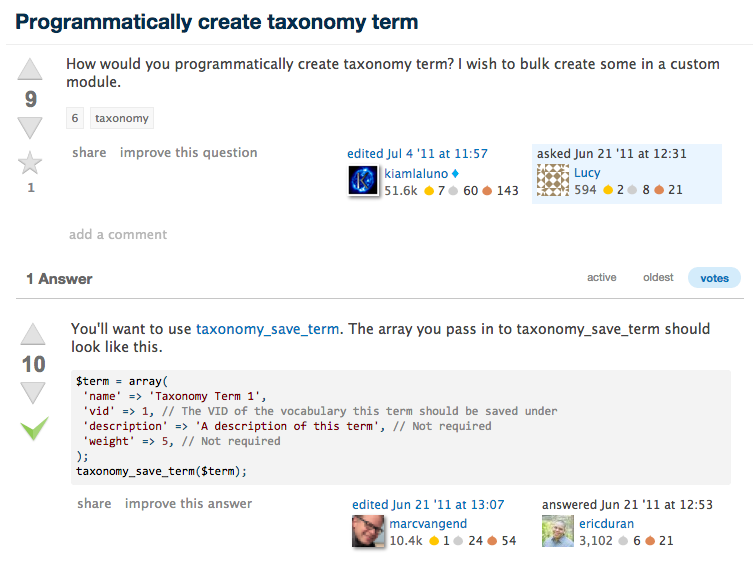 Programmatically create taxonomy term
How would you programmatically create taxonomy term? I wish to bulk create some in a custom
module.
9
6 taxonomy
share improve this question
edited Jul 4 '11 at 11:57
kiamlaluno ♦
51.6k 7 60 143
asked Jun 21 '11 at 12:31
Lucy
594 2 8 21
1
add a comment
1 Answer
active oldest votes
You'll want to use taxonomy_save_term. The array you pass in to taxonomy_save_term should
look like this.
10
$term = array(
'name' => 'Taxonomy Term 1',
'vid' => 1, // The VID of the vocabulary this term should be saved under
'description' => 'A description of this term', // Not required
'weight' => 5, // Not required
);
taxonomy_save_term($term);
share improve this answer
edited Jun 21 '11 at 13:07
marcvangend
10.4k 1 24 54
answered Jun 21 '11 at 12:53
ericduran
3,102 6 21